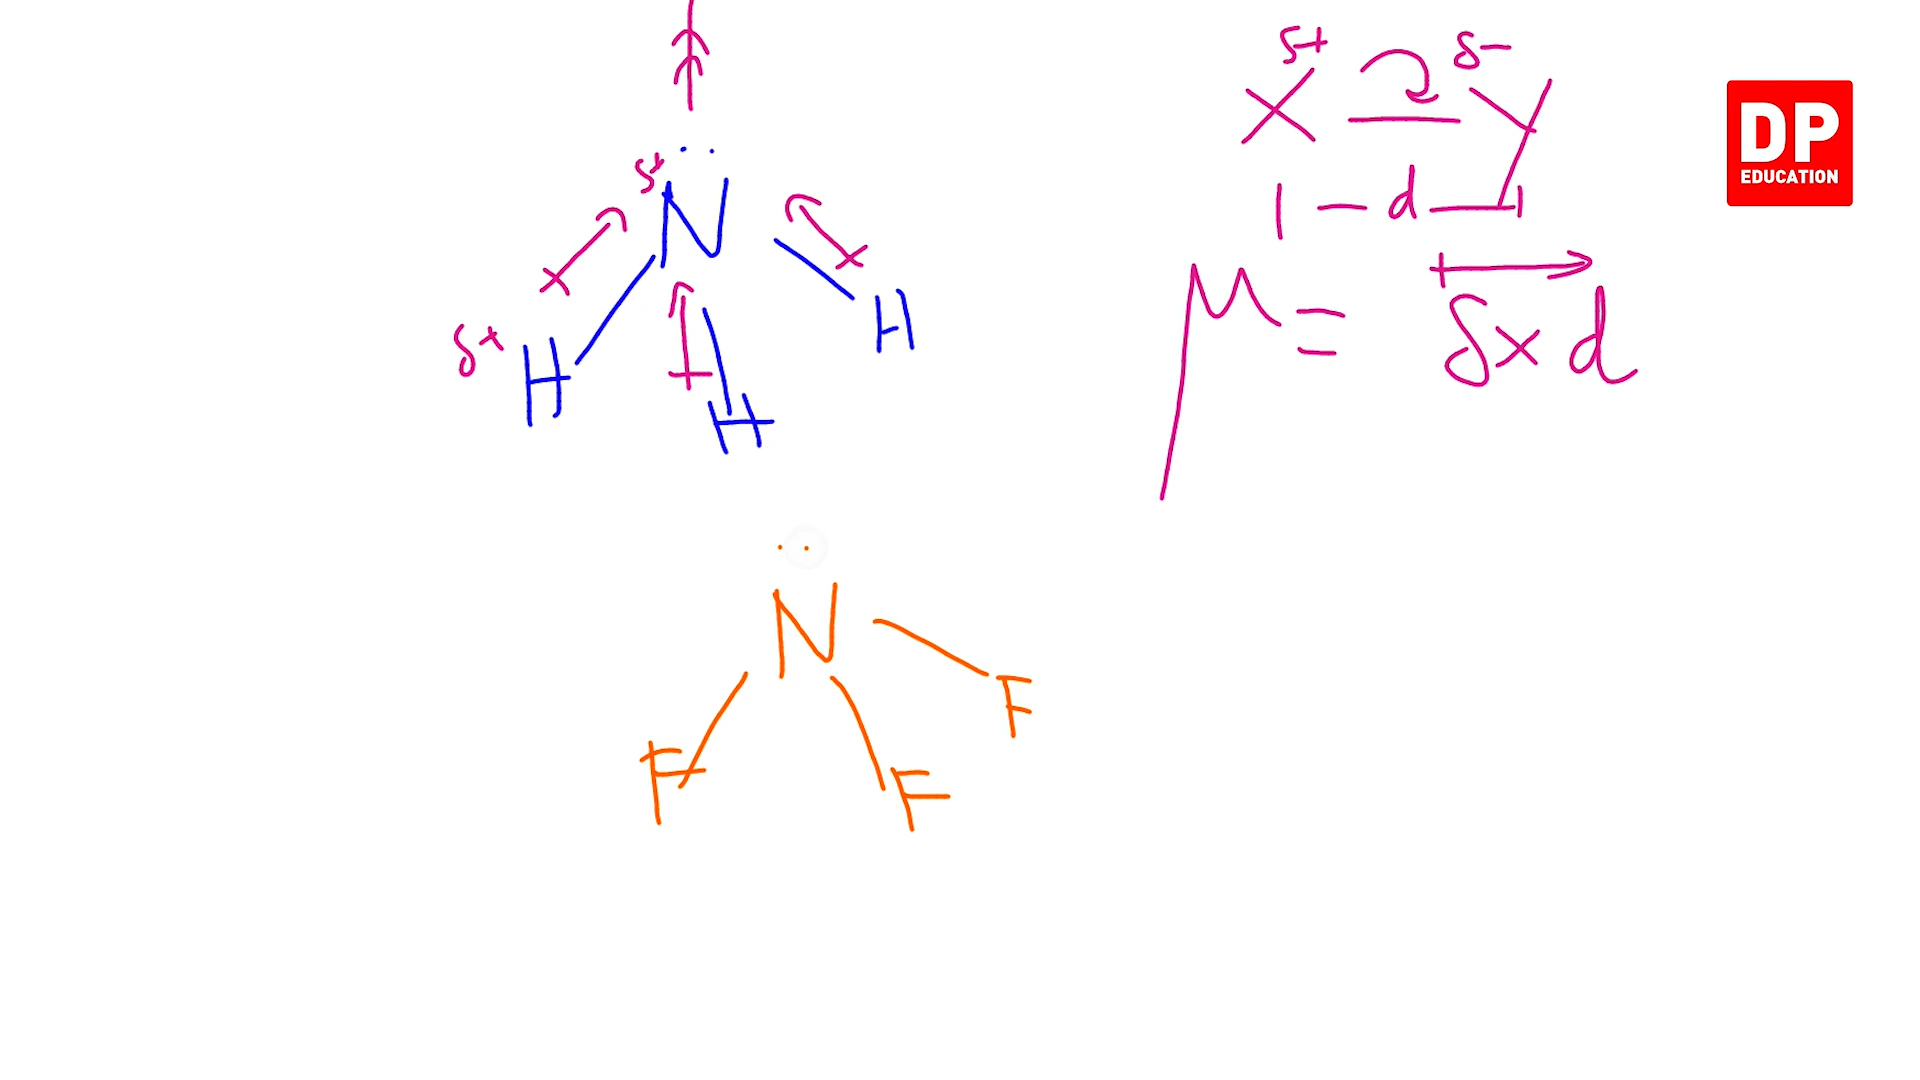 δ+ δ-
X — Y
DP
EDUCATION
|— d —|
μ = δ x d
..
δ+ N
δ+ H H H
..
N
F F F